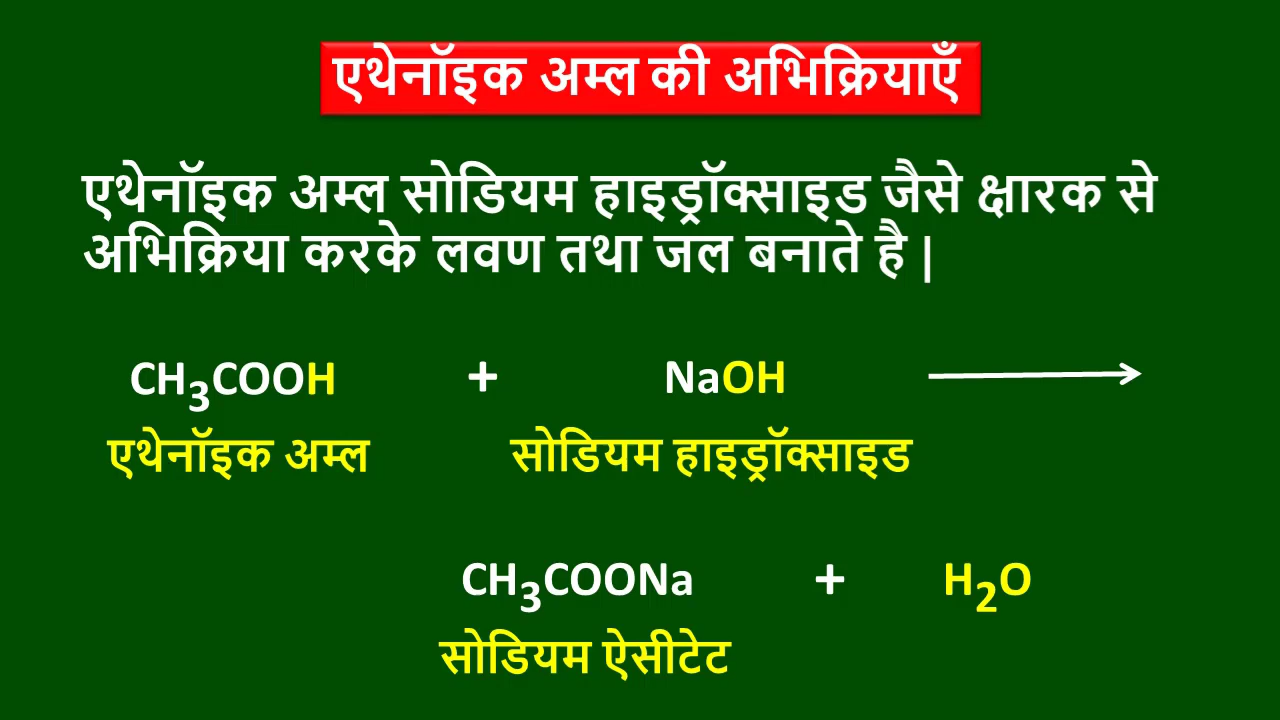 एथेनॉइक अम्ल की अभिक्रियाएँ
एथेनॉइक अम्ल सोडियम हाइड्रॉक्साइड जैसे क्षारक से
अभिक्रिया करके लवण तथा जल बनाते है |
CH₃COOH + NaOH →
एथेनॉइक अम्ल सोडियम हाइड्रॉक्साइड
CH₃COONa + H₂O
सोडियम ऐसीटेट